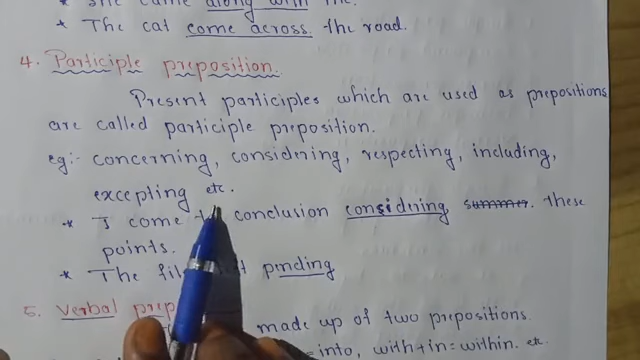 * She came along with me.
* The cat come across the road.
4. Participle preposition.
Present participles which are used as prepositions
are called participle preposition.
eg:- concerning, considering, respecting, including,
excepting etc.
* I come to conclusion considering summer. these
points.
* The pending
5. Verbal
made up of two prepositions.
=into, with+in=within. etc.